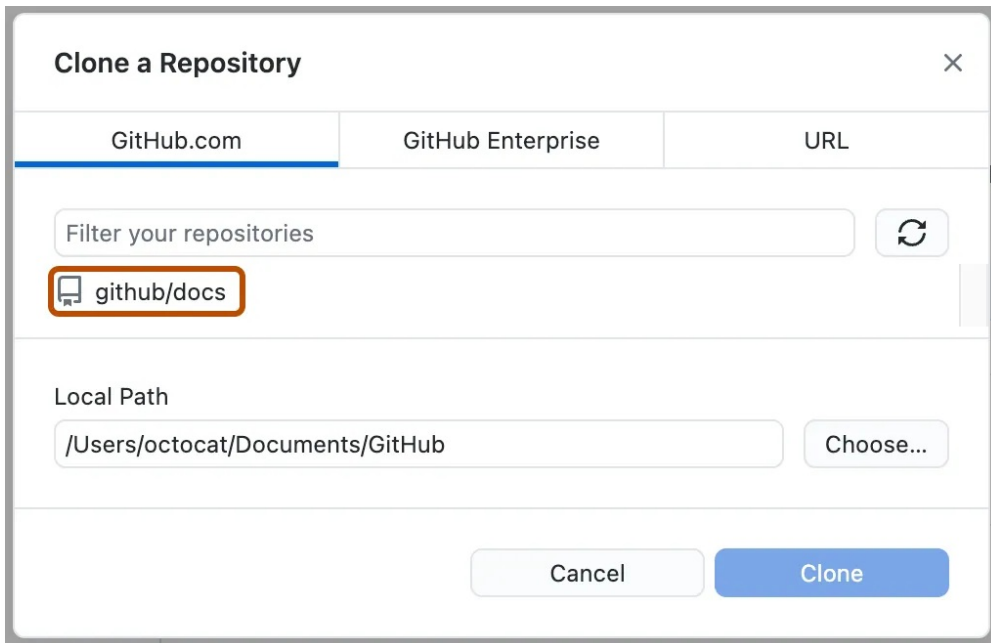 Clone a Repository
GitHub.com GitHub Enterprise URL
Filter your repositories
github/docs
Local Path
/Users/octocat/Documents/GitHub Choose...
Cancel Clone